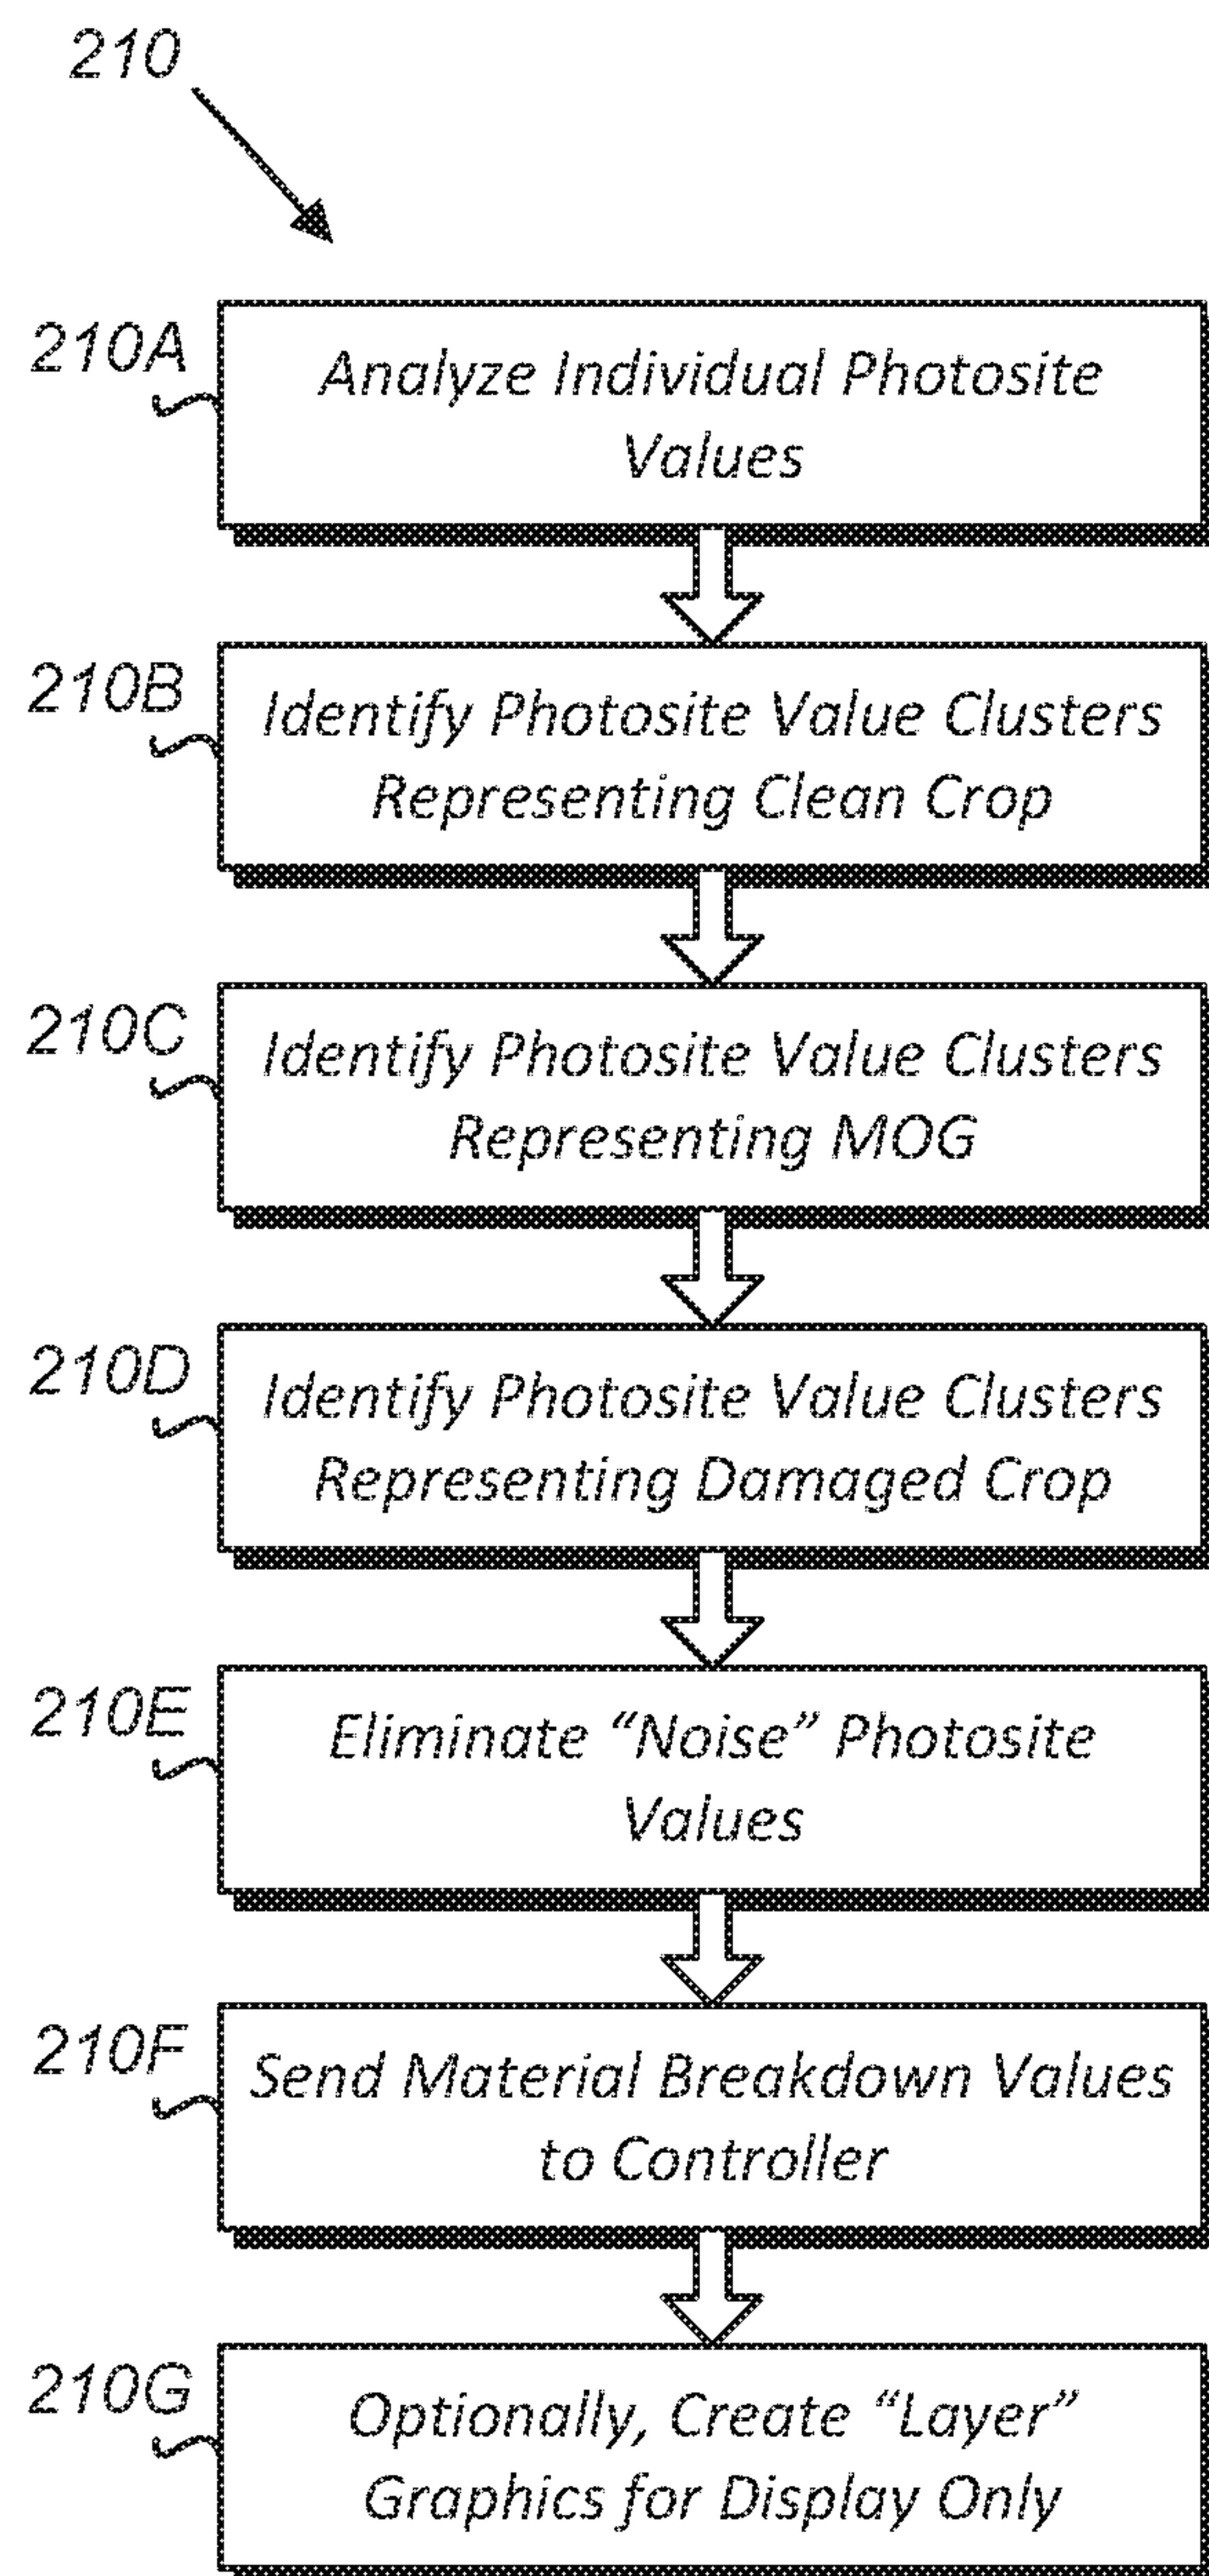 210
210A
Analyze Individual Photosite
Values
210B
Identify Photosite Value Clusters
Representing Clean Crop
210C
Identify Photosite Value Clusters
Representing MOG
210D
Identify Photosite Value Clusters
Representing Damaged Crop
210E
Eliminate “Noise” Photosite
Values
210F
Send Material Breakdown Values
to Controller
210G
Optionally, Create “Layer”
Graphics for Display Only